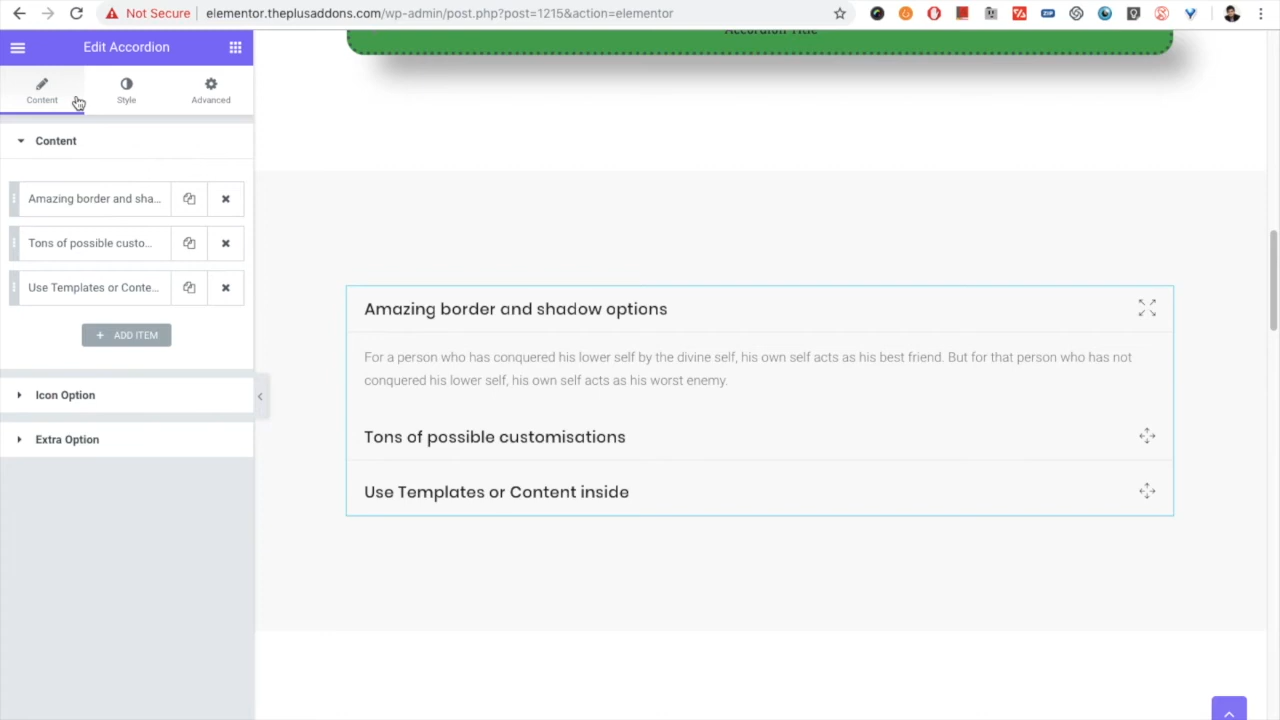 Not Secure
elementor.theplusaddons.com/wp-admin/post.php?post=1215&action=elementor
Edit Accordion
Content
Style
Advanced
Content
Amazing border and sha...
Tons of possible custo...
Use Templates or Conte...
+ ADD ITEM
Icon Option
Extra Option
Accordion Title
Amazing border and shadow options
For a person who has conquered his lower self by the divine self, his own self acts as his best friend. But for that person who has not
conquered his lower self, his own self acts as his worst enemy.
Tons of possible customisations
Use Templates or Content inside